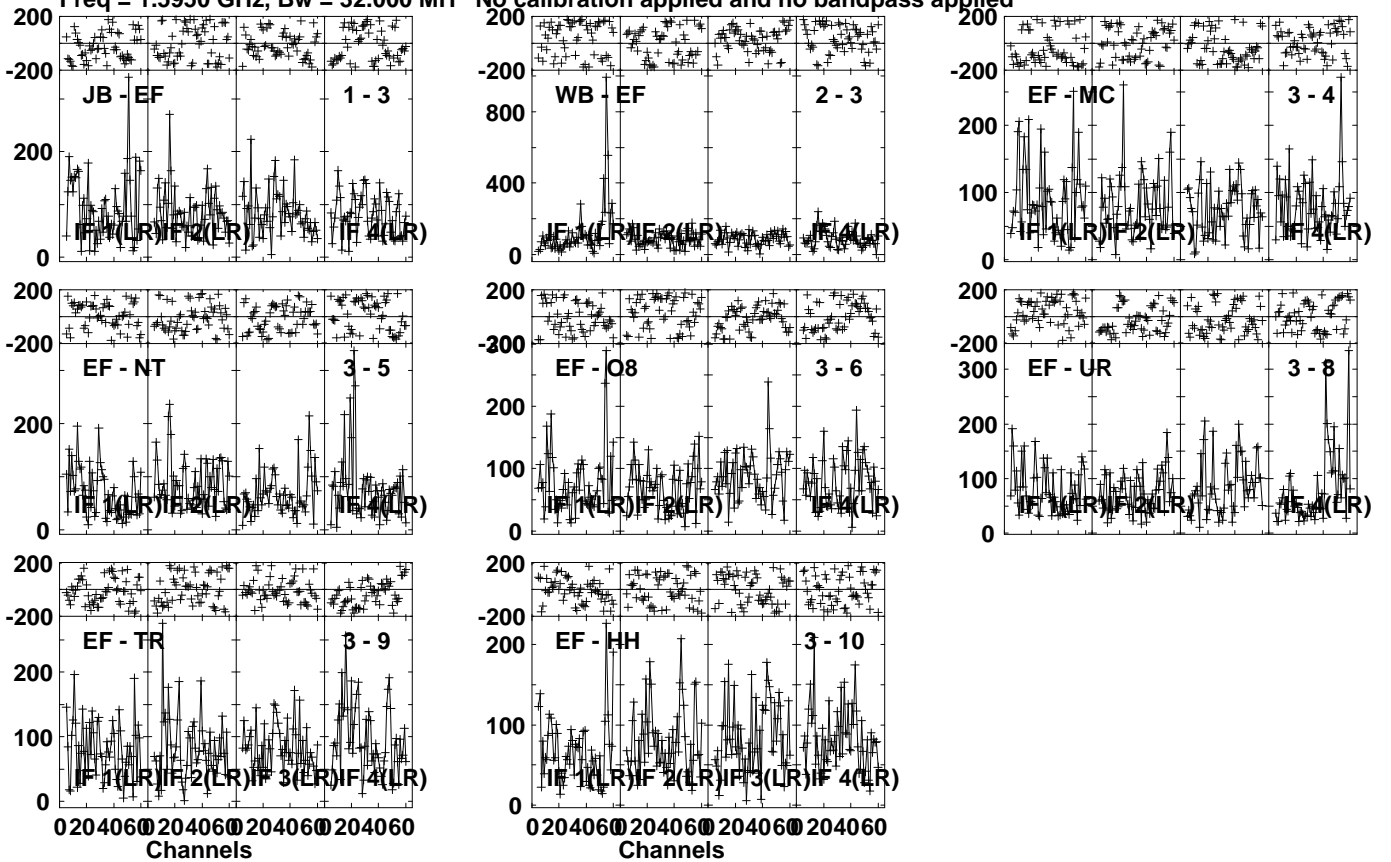 Freq = 1.5950 GHz, Bw = 32.000 MH No calibration applied and no bandpass applied
200
-200
JB - EF 1 - 3
200
0
IF 1(LR) IF 2(LR) IF 4(LR)
200
-200
WB - EF 2 - 3
800
400
0
IF 1(LR) IF 2(LR) IF 4(LR)
200
-200
EF - MC 3 - 4
200
100
0
IF 1(LR) IF 2(LR) IF 4(LR)
200
-200
EF - NT 3 - 5
200
0
IF 1(LR) IF 2(LR) IF 4(LR)
200
-200
300
EF - O8 3 - 6
200
100
0
IF 1(LR) IF 2(LR) IF 4(LR)
200
-200
300
EF - UR 3 - 8
200
100
0
IF 1(LR) IF 2(LR) IF 4(LR)
200
-200
EF - TR 3 - 9
200
100
0
IF 1(LR) IF 2(LR) IF 3(LR) IF 4(LR)
0 20 40 60 0 20 40 60 0 20 40 60 0 20 40 60
Channels
200
-200
EF - HH 3 - 10
200
100
0
IF 1(LR) IF 2(LR) IF 3(LR) IF 4(LR)
0 20 40 60 0 20 40 60 0 20 40 60 0 20 40 60
Channels